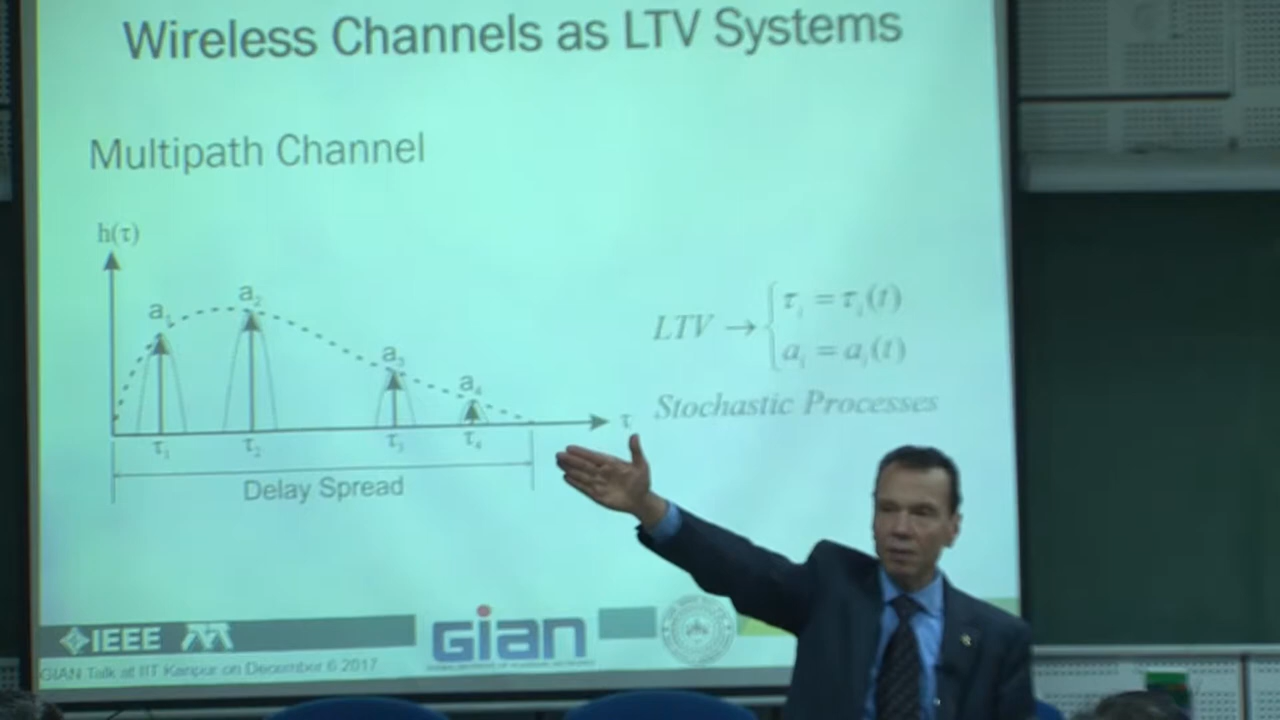 Wireless Channels as LTV Systems
Multipath Channel
h(τ)
a₁
a₂
a₃
a₄
τ₁
τ₂
τ₃
τ₄
τ
Delay Spread
LTV → { τᵢ = τᵢ(t)
aᵢ = aᵢ(t)
Stochastic Processes
IEEE
Gian
GIAN Talk at IIT Kanpur on December 6 2017